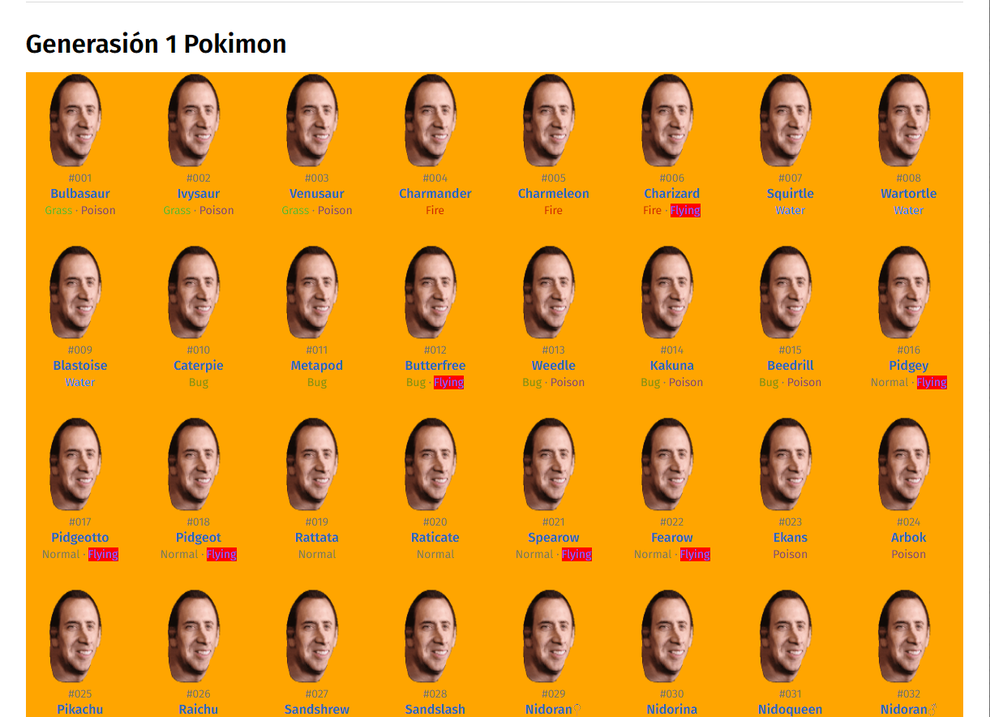 Generasión 1 Pokimon
#001 #002 #003 #004 #005 #006 #007 #008
Bulbasaur Ivysaur Venusaur Charmander Charmeleon Charizard Squirtle Wartortle
Grass · Poison Grass · Poison Grass · Poison Fire Fire Fire · Flying Water Water
#009 #010 #011 #012 #013 #014 #015 #016
Blastoise Caterpie Metapod Butterfree Weedle Kakuna Beedrill Pidgey
Water Bug Bug Bug · Flying Bug · Poison Bug · Poison Bug · Poison Normal · Flying
#017 #018 #019 #020 #021 #022 #023 #024
Pidgeotto Pidgeot Rattata Raticate Spearow Fearow Ekans Arbok
Normal · Flying Normal · Flying Normal Normal Normal · Flying Normal · Flying Poison Poison
#025 #026 #027 #028 #029 #030 #031 #032
Pikachu Raichu Sandshrew Sandslash Nidoran♀ Nidorina Nidoqueen Nidoran♂